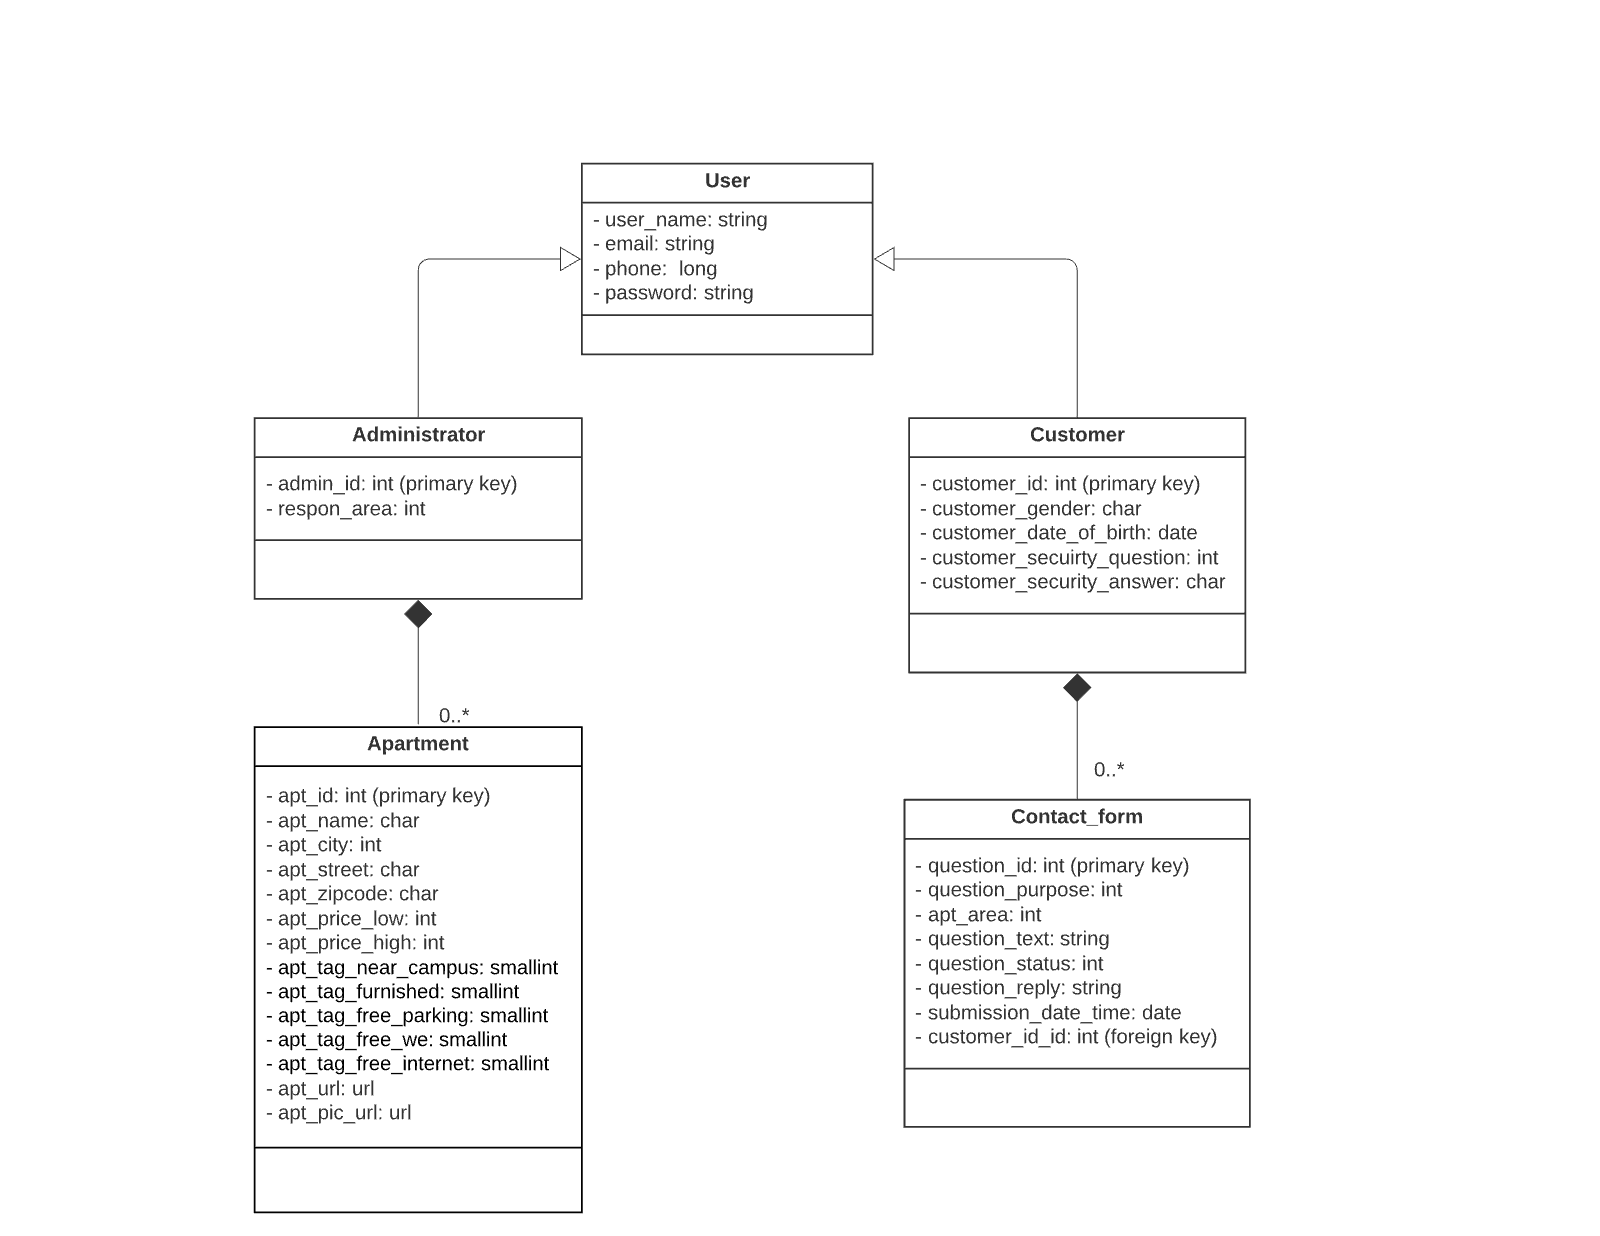 User
- user_name: string
- email: string
- phone:  long
- password: string
Administrator
- admin_id: int (primary key)
- respon_area: int
Customer
- customer_id: int (primary key)
- customer_gender: char
- customer_date_of_birth: date
- customer_secuirty_question: int
- customer_security_answer: char
0..*
Apartment
- apt_id: int (primary key)
- apt_name: char
- apt_city: int
- apt_street: char
- apt_zipcode: char
- apt_price_low: int
- apt_price_high: int
- apt_tag_near_campus: smallint
- apt_tag_furnished: smallint
- apt_tag_free_parking: smallint
- apt_tag_free_we: smallint
- apt_tag_free_internet: smallint
- apt_url: url
- apt_pic_url: url
0..*
Contact_form
- question_id: int (primary key)
- question_purpose: int
- apt_area: int
- question_text: string
- question_status: int
- question_reply: string
- submission_date_time: date
- customer_id_id: int (foreign key)